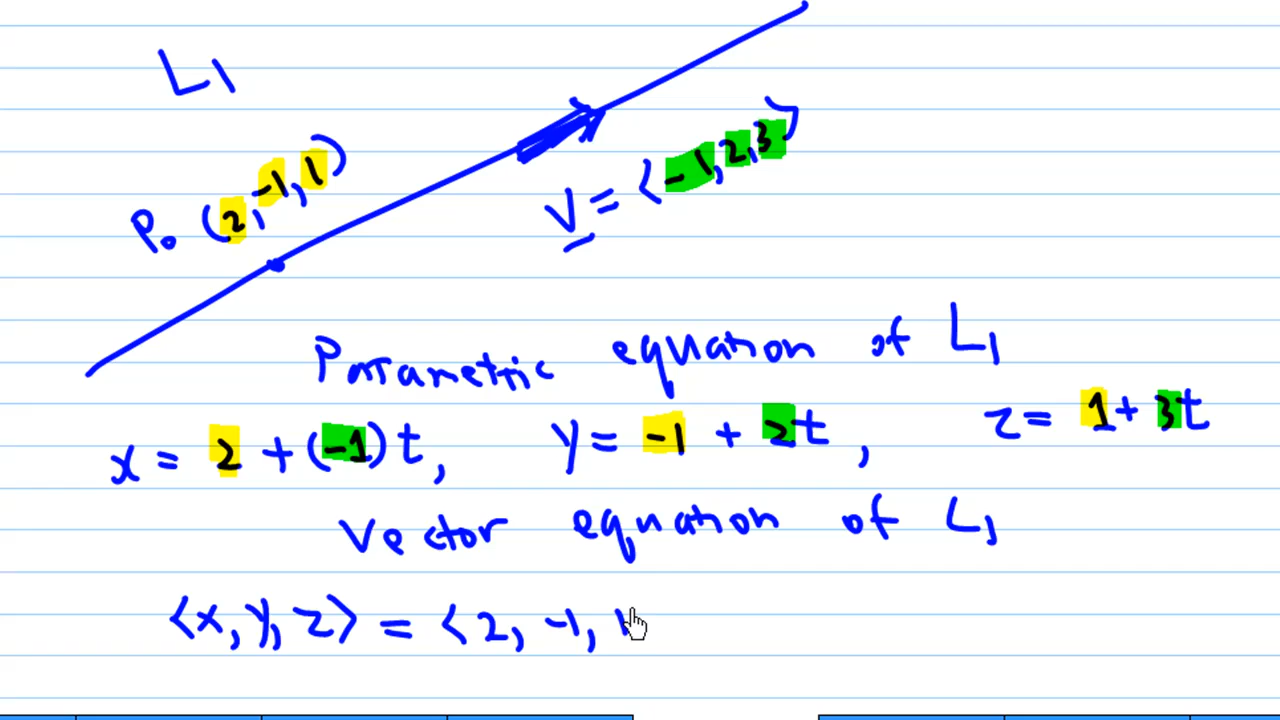 L1
P₀ (2, -1, 1)
V = ⟨-1, 2, 3⟩
Parametric equation of L1
x = 2 + (-1)t, y = -1 + 2t, z = 1 + 3t
Vector equation of L1
⟨x, y, z⟩ = ⟨2, -1, 1